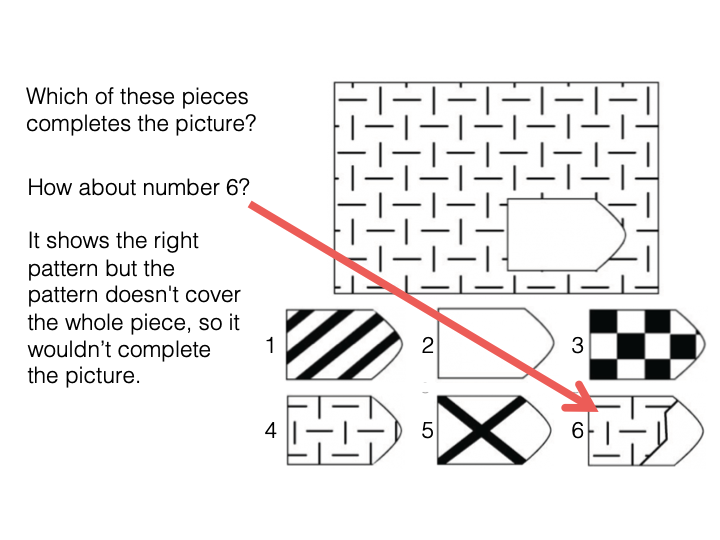 Which of these pieces
completes the picture?
How about number 6?
It shows the right
pattern but the
pattern doesn't cover
the whole piece, so it
wouldn’t complete
the picture.
1 2 3
4 5 6